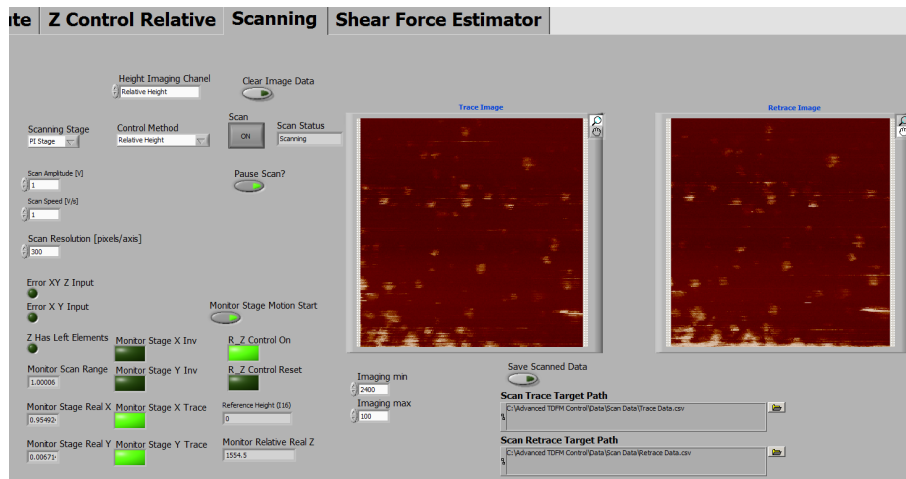 ute Z Control Relative Scanning Shear Force Estimator
Height Imaging Chanel
Relative Height
Clear Image Data
Trace Image
Retrace Image
Scanning Stage
PI Stage
Control Method
Relative Height
Scan
ON
Scan Status
Scanning
Scan Amplitude [V]
1
Pause Scan?
Scan Speed [V/s]
1
Scan Resolution [pixels/axis]
300
Error XY Z Input
Error X Y Input
Monitor Stage Motion Start
Z Has Left Elements
Monitor Stage X Inv
R_Z Control On
Monitor Scan Range
1.00006
Monitor Stage Y Inv
R_Z Control Reset
Monitor Stage Real X
0.95492
Monitor Stage X Trace
Reference Height (I16)
0
Monitor Stage Real Y
0.00671
Monitor Stage Y Trace
Monitor Relative Real Z
1554.5
Imaging min
2400
Imaging max
100
Save Scanned Data
Scan Trace Target Path
C:\Advanced TDFM Control\Data\Scan Data\Trace Data.csv
Scan Retrace Target Path
C:\Advanced TDFM Control\Data\Scan Data\Retrace Data.csv